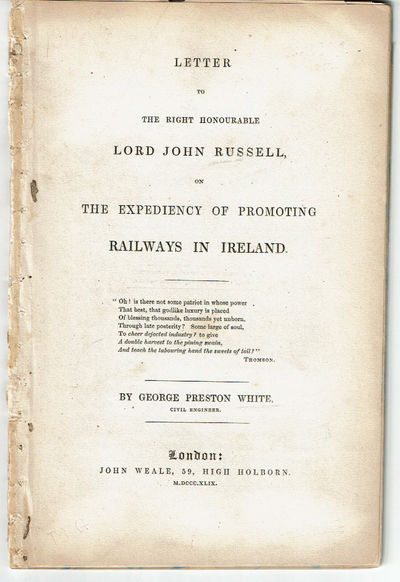 LETTER
TO
THE RIGHT HONOURABLE
LORD JOHN RUSSELL,
ON
THE EXPEDIENCY OF PROMOTING
RAILWAYS IN IRELAND.
"Oh! is there not some patriot in whose power
That best, that godlike luxury is placed
Of blessing thousands, thousands yet unborn,
Through late posterity? Some large of soul,
To cheer dejected industry? to give
A double harvest to the pining swain,
And teach the labouring hand the sweets of toil?"
THOMSON.
BY GEORGE PRESTON WHITE,
CIVIL ENGINEER.
London:
JOHN WEALE, 59, HIGH HOLBORN.
M.DCCC.XLIX.